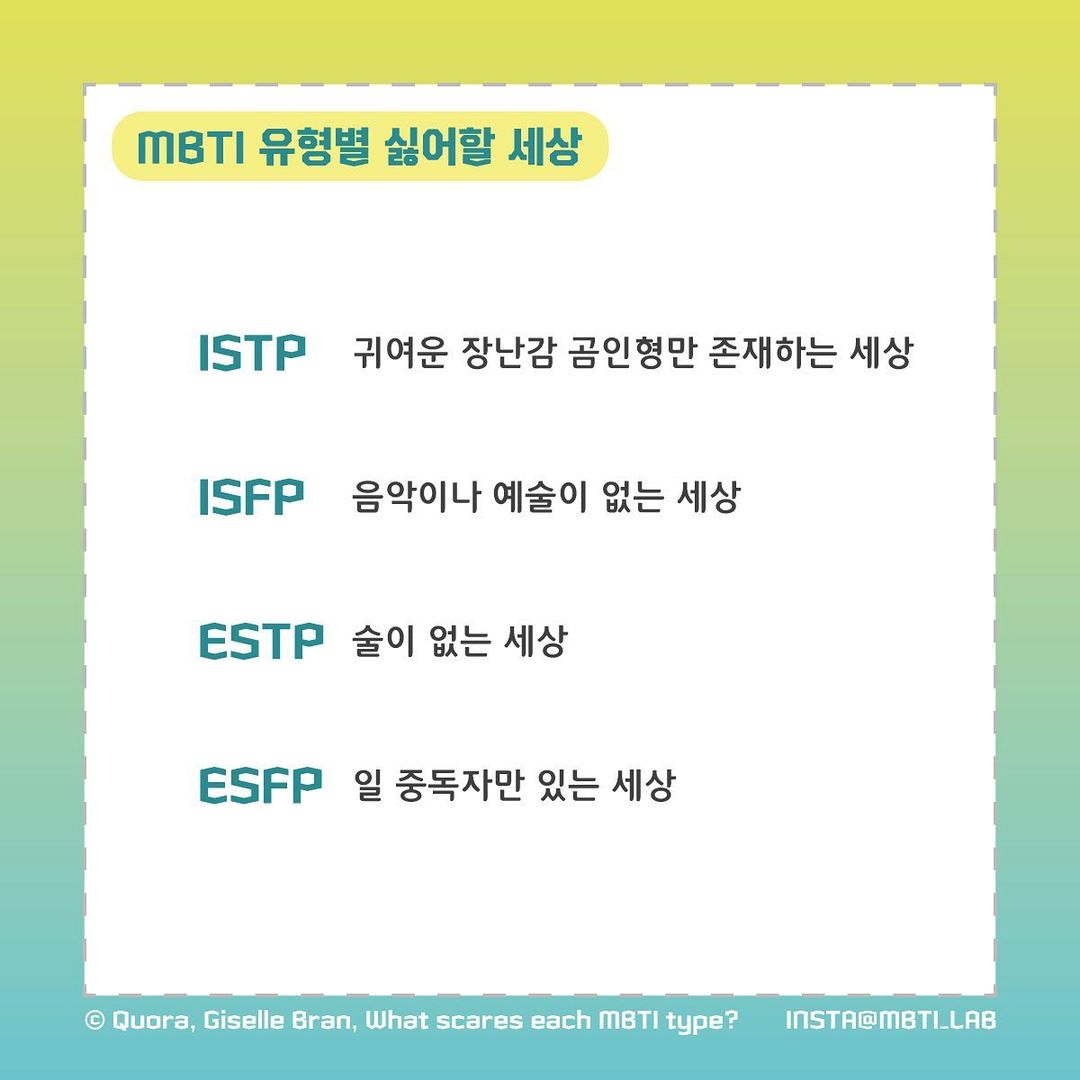 MBTI 유형별 싫어할 세상
ISTP 귀여운 장난감 곰인형만 존재하는 세상
ISFP 음악이나 예술이 없는 세상
ESTP 술이 없는 세상
ESFP 일 중독자만 있는 세상
© Quora, Giselle Bran, What scares each MBTI type? INSTA@MBTI_LAB